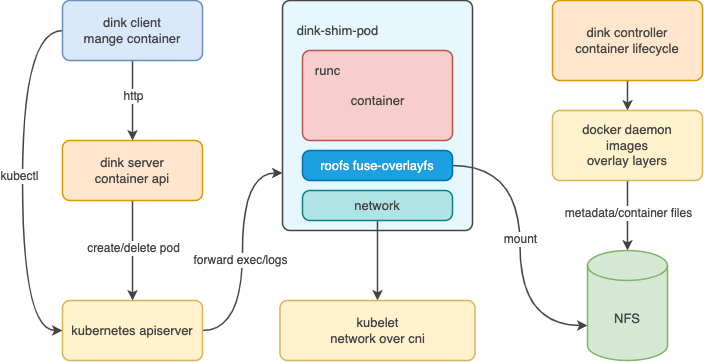 dink client
mange container
http
kubectl
dink server
container api
create/delete pod
kubernetes apiserver
forward exec/logs
dink-shim-pod
runc
container
roofs fuse-overlayfs
network
kubelet
network over cni
mount
dink controller
container lifecycle
docker daemon
images
overlay layers
metadata/container files
NFS